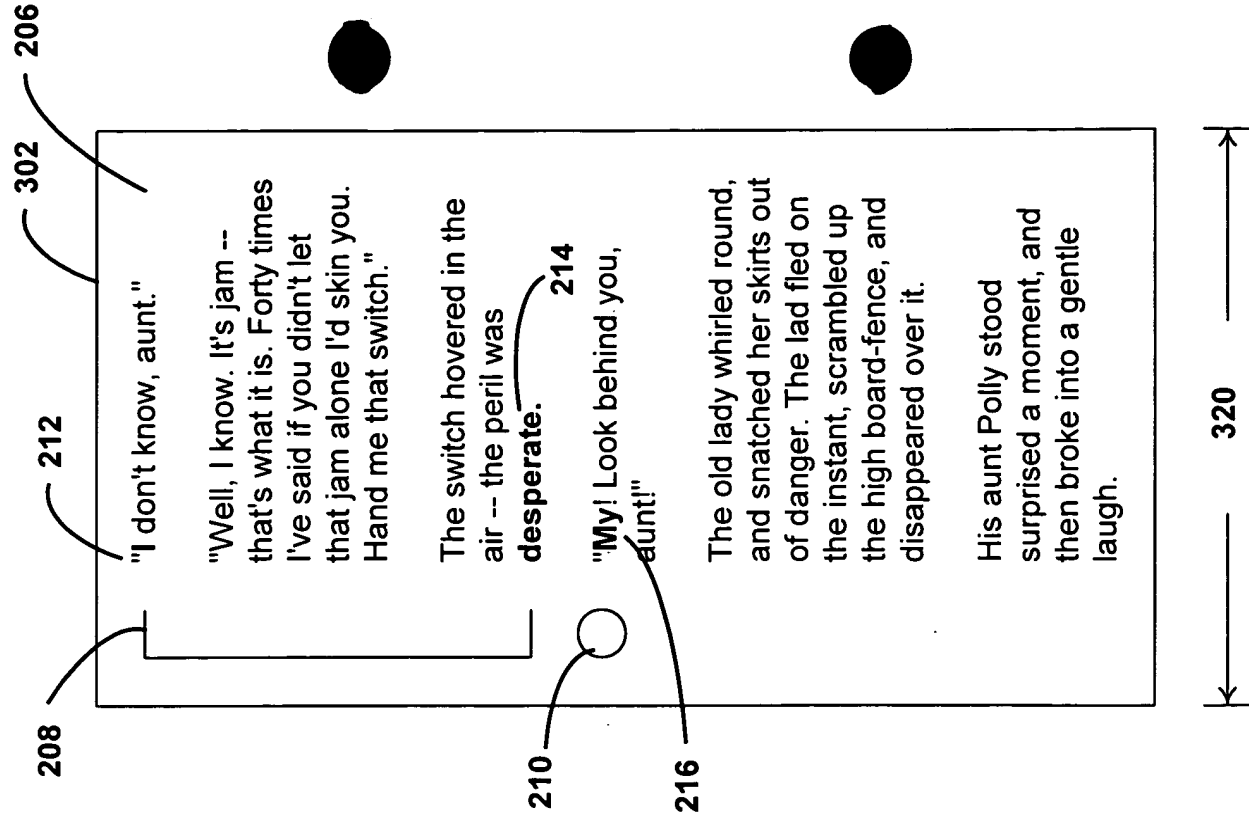 206
302
212
208
"I don't know, aunt."
"Well, I know. It's jam --
that's what it is. Forty times
I've said if you didn't let
that jam alone I'd skin you.
Hand me that switch."
The switch hovered in the
air -- the peril was
desperate.
214
"My! Look behind you,
aunt!"
210
216
The old lady whirled round,
and snatched her skirts out
of danger. The lad fled on
the instant, scrambled up
the high board-fence, and
disappeared over it.
His aunt Polly stood
surprised a moment, and
then broke into a gentle
laugh.
320